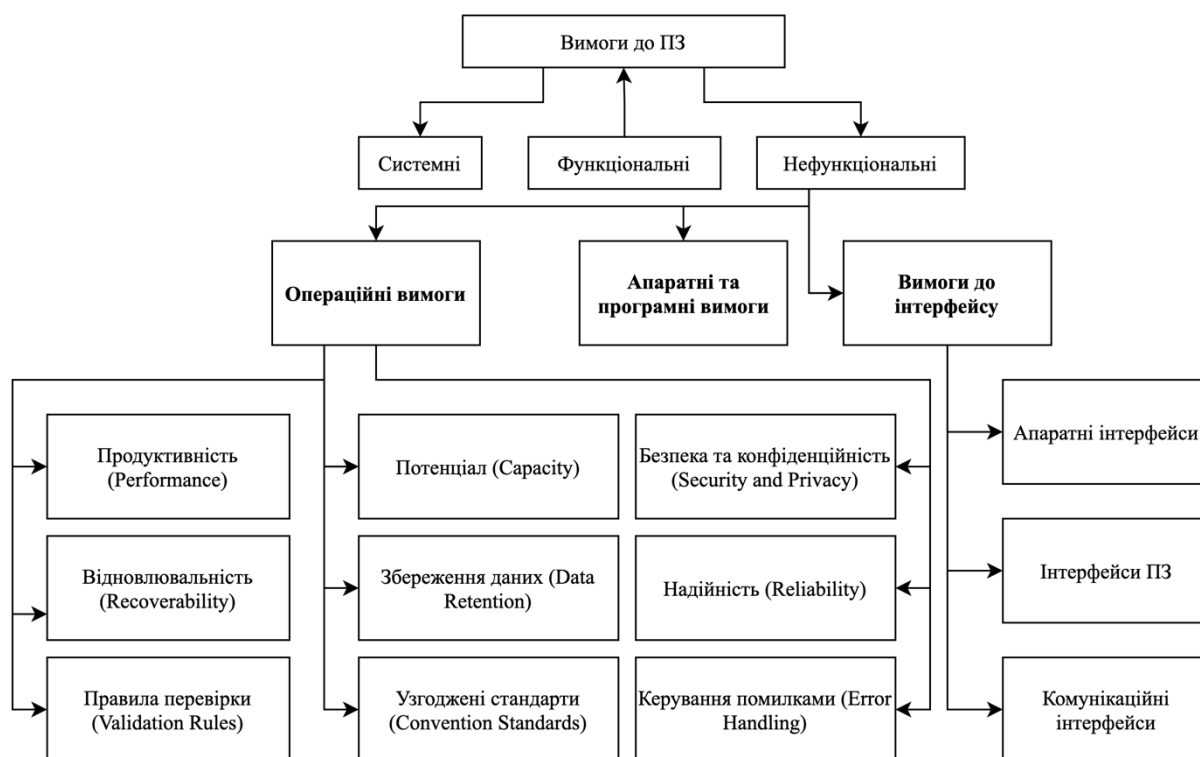 Вимоги до ПЗ
Системні
Функціональні
Нефункціональні
Операційні вимоги
Апаратні та
програмні вимоги
Вимоги до
інтерфейсу
Продуктивність
(Performance)
Потенціал (Capacity)
Безпека та конфіденційність
(Security and Privacy)
Апаратні інтерфейси
Відновлювальність
(Recoverability)
Збереження даних (Data
Retention)
Надійність (Reliability)
Інтерфейси ПЗ
Правила перевірки
(Validation Rules)
Узгоджені стандарти
(Convention Standards)
Керування помилками (Error
Handling)
Комунікаційні
інтерфейси